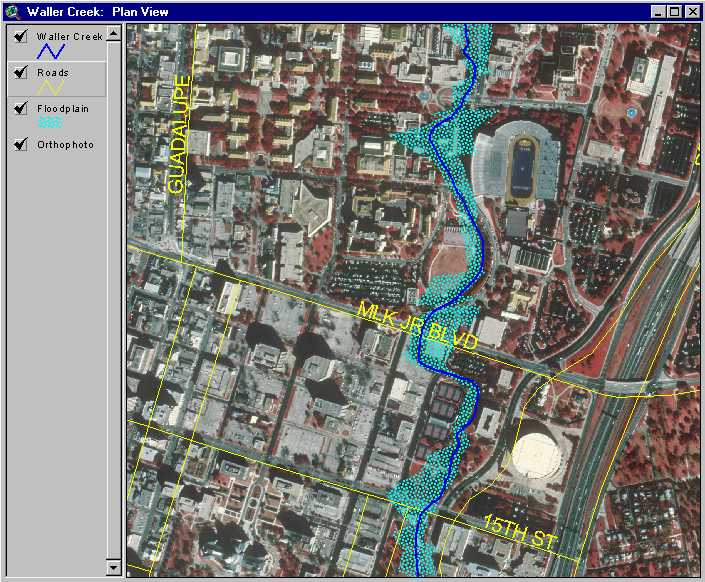 Waller Creek: Plan View
Waller Creek
Roads
Floodplain
Orthophoto
GUADALUPE
MLK JR BLVD
15TH ST